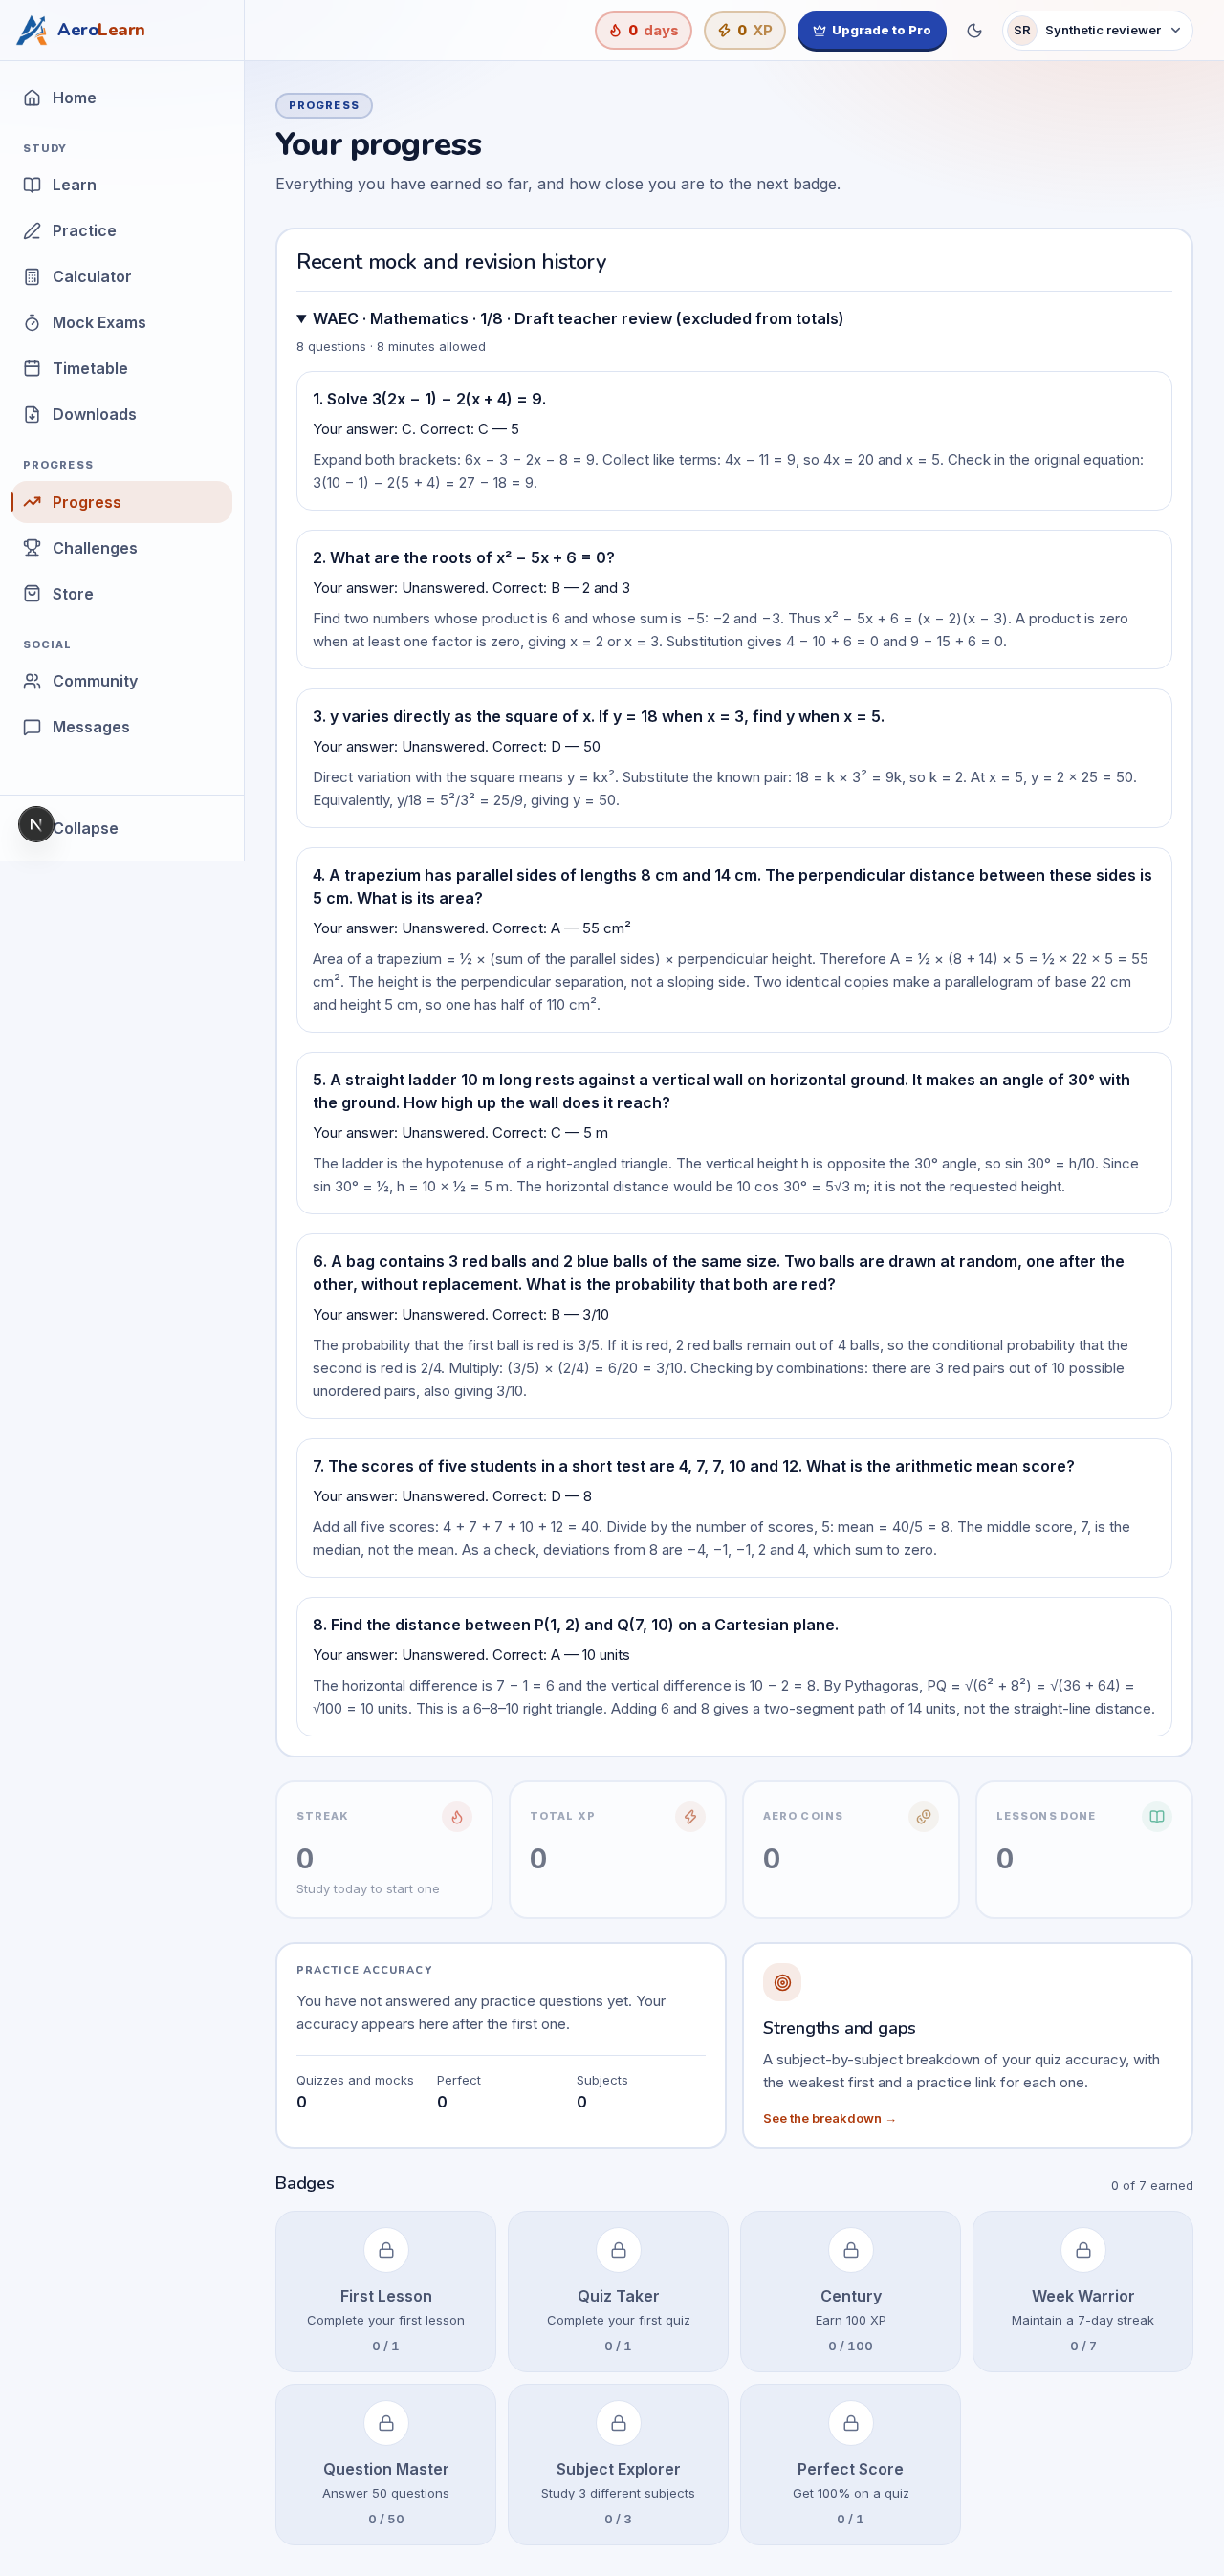 AeroLearn
0 days
0 XP
Upgrade to Pro
SR
Synthetic reviewer
Home
STUDY
Learn
Practice
Calculator
Mock Exams
Timetable
Downloads
PROGRESS
Progress
Challenges
Store
SOCIAL
Community
Messages
N
Collapse
PROGRESS
Your progress
Everything you have earned so far, and how close you are to the next badge.
Recent mock and revision history
▼ WAEC · Mathematics · 1/8 · Draft teacher review (excluded from totals)
8 questions · 8 minutes allowed
1. Solve 3(2x − 1) − 2(x + 4) = 9.
Your answer: C. Correct: C — 5
Expand both brackets: 6x − 3 − 2x − 8 = 9. Collect like terms: 4x − 11 = 9, so 4x = 20 and x = 5. Check in the original equation:
3(10 − 1) − 2(5 + 4) = 27 − 18 = 9.
2. What are the roots of x² − 5x + 6 = 0?
Your answer: Unanswered. Correct: B — 2 and 3
Find two numbers whose product is 6 and whose sum is −5: −2 and −3. Thus x² − 5x + 6 = (x − 2)(x − 3). A product is zero
when at least one factor is zero, giving x = 2 or x = 3. Substitution gives 4 − 10 + 6 = 0 and 9 − 15 + 6 = 0.
3. y varies directly as the square of x. If y = 18 when x = 3, find y when x = 5.
Your answer: Unanswered. Correct: D — 50
Direct variation with the square means y = kx². Substitute the known pair: 18 = k × 3² = 9k, so k = 2. At x = 5, y = 2 × 25 = 50.
Equivalently, y/18 = 5²/3² = 25/9, giving y = 50.
4. A trapezium has parallel sides of lengths 8 cm and 14 cm. The perpendicular distance between these sides is
5 cm. What is its area?
Your answer: Unanswered. Correct: A — 55 cm²
Area of a trapezium = ½ × (sum of the parallel sides) × perpendicular height. Therefore A = ½ × (8 + 14) × 5 = ½ × 22 × 5 = 55
cm². The height is the perpendicular separation, not a sloping side. Two identical copies make a parallelogram of base 22 cm
and height 5 cm, so one has half of 110 cm².
5. A straight ladder 10 m long rests against a vertical wall on horizontal ground. It makes an angle of 30° with
the ground. How high up the wall does it reach?
Your answer: Unanswered. Correct: C — 5 m
The ladder is the hypotenuse of a right-angled triangle. The vertical height h is opposite the 30° angle, so sin 30° = h/10. Since
sin 30° = ½, h = 10 × ½ = 5 m. The horizontal distance would be 10 cos 30° = 5√3 m; it is not the requested height.
6. A bag contains 3 red balls and 2 blue balls of the same size. Two balls are drawn at random, one after the
other, without replacement. What is the probability that both are red?
Your answer: Unanswered. Correct: B — 3/10
The probability that the first ball is red is 3/5. If it is red, 2 red balls remain out of 4 balls, so the conditional probability that the
second is red is 2/4. Multiply: (3/5) × (2/4) = 6/20 = 3/10. Checking by combinations: there are 3 red pairs out of 10 possible
unordered pairs, also giving 3/10.
7. The scores of five students in a short test are 4, 7, 7, 10 and 12. What is the arithmetic mean score?
Your answer: Unanswered. Correct: D — 8
Add all five scores: 4 + 7 + 7 + 10 + 12 = 40. Divide by the number of scores, 5: mean = 40/5 = 8. The middle score, 7, is the
median, not the mean. As a check, deviations from 8 are −4, −1, −1, 2 and 4, which sum to zero.
8. Find the distance between P(1, 2) and Q(7, 10) on a Cartesian plane.
Your answer: Unanswered. Correct: A — 10 units
The horizontal difference is 7 − 1 = 6 and the vertical difference is 10 − 2 = 8. By Pythagoras, PQ = √(6² + 8²) = √(36 + 64) =
√100 = 10 units. This is a 6–8–10 right triangle. Adding 6 and 8 gives a two-segment path of 14 units, not the straight-line distance.
STREAK
0
Study today to start one
TOTAL XP
0
AERO COINS
0
LESSONS DONE
0
PRACTICE ACCURACY
You have not answered any practice questions yet. Your
accuracy appears here after the first one.
Quizzes and mocks
0
Perfect
0
Subjects
0
Strengths and gaps
A subject-by-subject breakdown of your quiz accuracy, with
the weakest first and a practice link for each one.
See the breakdown →
Badges
0 of 7 earned
First Lesson
Complete your first lesson
0 / 1
Quiz Taker
Complete your first quiz
0 / 1
Century
Earn 100 XP
0 / 100
Week Warrior
Maintain a 7-day streak
0 / 7
Question Master
Answer 50 questions
0 / 50
Subject Explorer
Study 3 different subjects
0 / 3
Perfect Score
Get 100% on a quiz
0 / 1